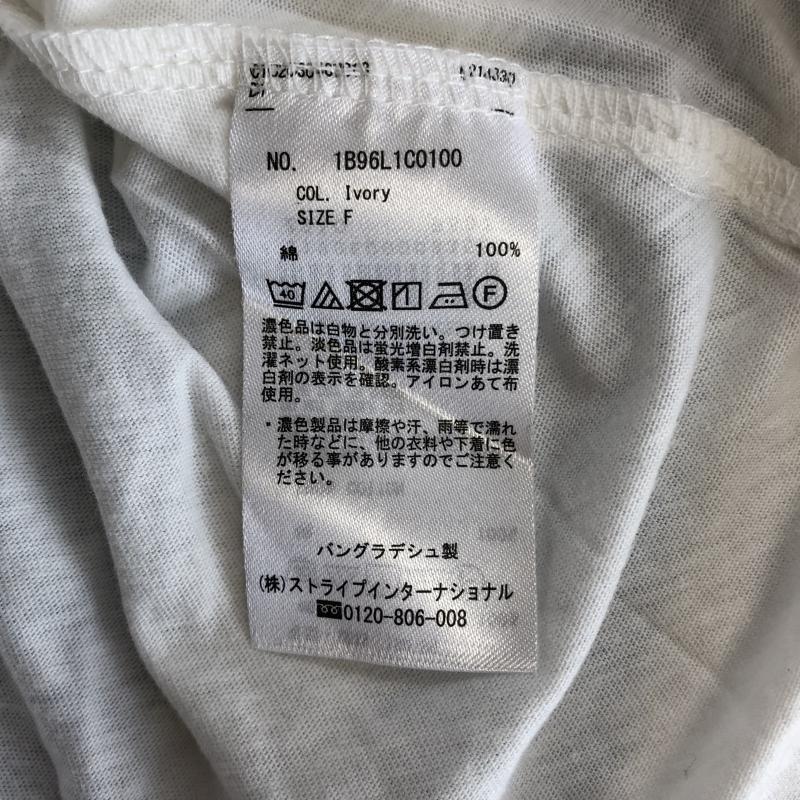 NO. 1B96L1C0100
COL. Ivory
SIZE F
綿 100%
40 F
濃色品は白物と分別洗い。つけ置き
禁止。淡色品は蛍光増白剤禁止。洗
濯ネット使用。酸素系漂白剤時は漂
白剤の表示を確認。アイロンあて布
使用。
・濃色製品は摩擦や汗、雨等で濡れ
た時などに、他の衣料や下着に色
が移る事がありますのでご注意く
ださい。
バングラデシュ製
(株)ストライプインターナショナル
0120-806-008